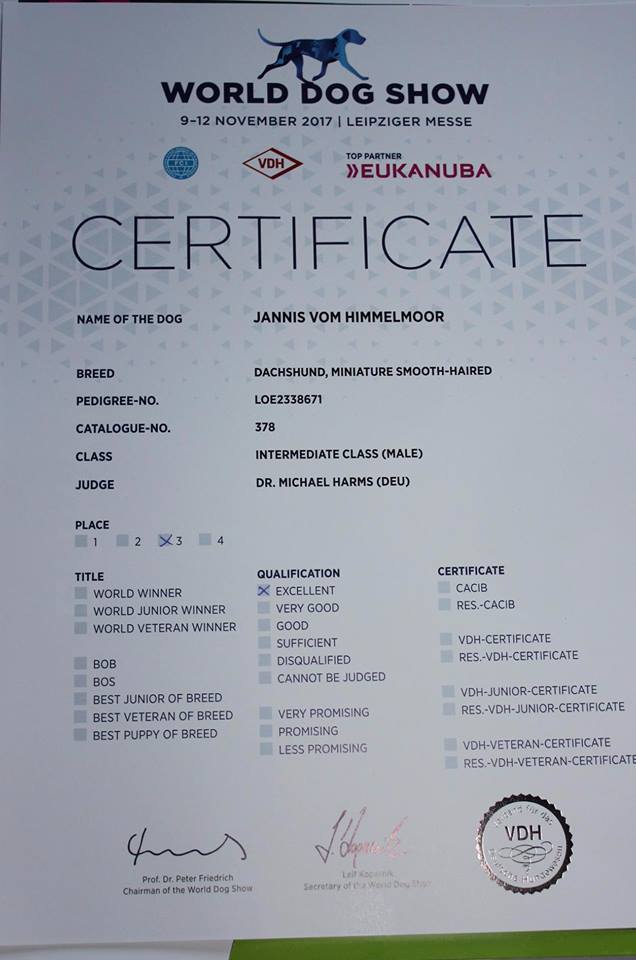 WORLD DOG SHOW
9–12 NOVEMBER 2017 | LEIPZIGER MESSE
FCI
VDH
TOP PARTNER
EUKANUBA
CERTIFICATE
NAME OF THE DOG JANNIS VOM HIMMELMOOR
BREED DACHSHUND, MINIATURE SMOOTH-HAIRED
PEDIGREE-NO. LOE2338671
CATALOGUE-NO. 378
CLASS INTERMEDIATE CLASS (MALE)
JUDGE DR. MICHAEL HARMS (DEU)
PLACE
1 2 3 4
TITLE
WORLD WINNER
WORLD JUNIOR WINNER
WORLD VETERAN WINNER
BOB
BOS
BEST JUNIOR OF BREED
BEST VETERAN OF BREED
BEST PUPPY OF BREED
QUALIFICATION
EXCELLENT
VERY GOOD
GOOD
SUFFICIENT
DISQUALIFIED
CANNOT BE JUDGED
VERY PROMISING
PROMISING
LESS PROMISING
CERTIFICATE
CACIB
RES.-CACIB
VDH-CERTIFICATE
RES.-VDH-CERTIFICATE
VDH-JUNIOR-CERTIFICATE
RES.-VDH-JUNIOR-CERTIFICATE
VDH-VETERAN-CERTIFICATE
RES.-VDH-VETERAN-CERTIFICATE
Prof. Dr. Peter Friedrich
Chairman of the World Dog Show
Leif Kopernik
Secretary of the World Dog Show
VDH